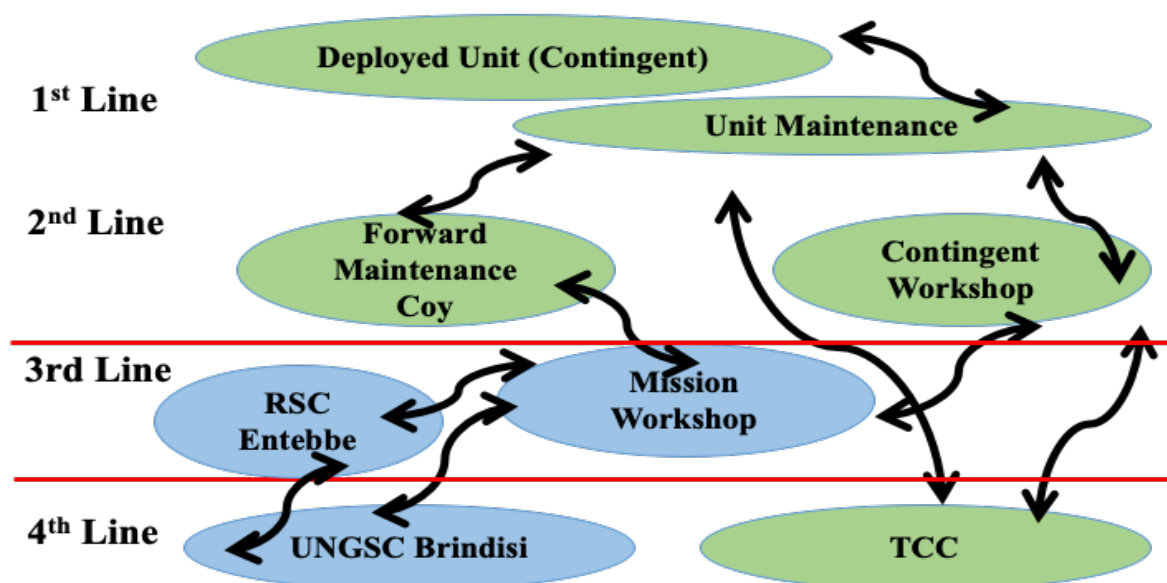 Deployed Unit (Contingent)
1st Line
Unit Maintenance
2nd Line
Forward
Maintenance
Coy
Contingent
Workshop
3rd Line
RSC
Entebbe
Mission
Workshop
4th Line
UNGSC Brindisi
TCC